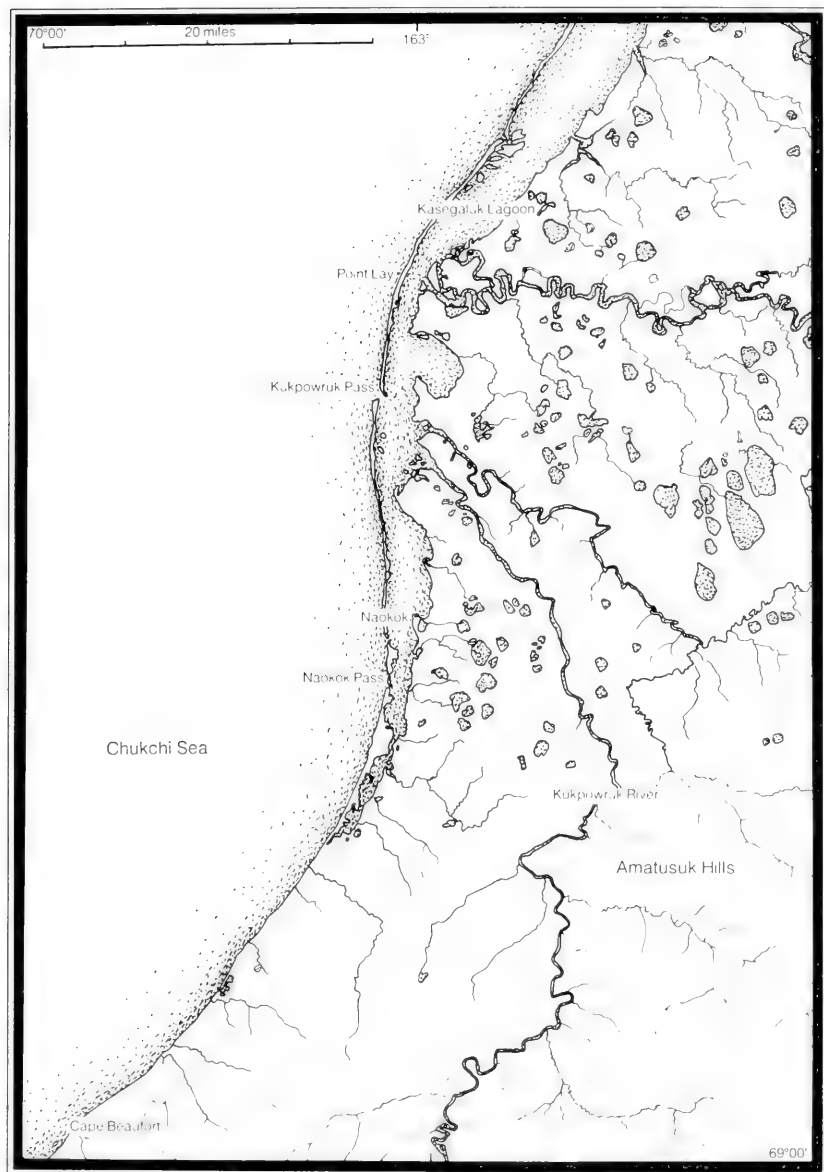 70°00'
20 miles
163°
Kasegaluk Lagoon
Point Lay
Kukpowruk Pass
Naokok
Naokok Pass
Chukchi Sea
Kukpowruk River
Amatusuk Hills
Cape Beaufort
69°00'